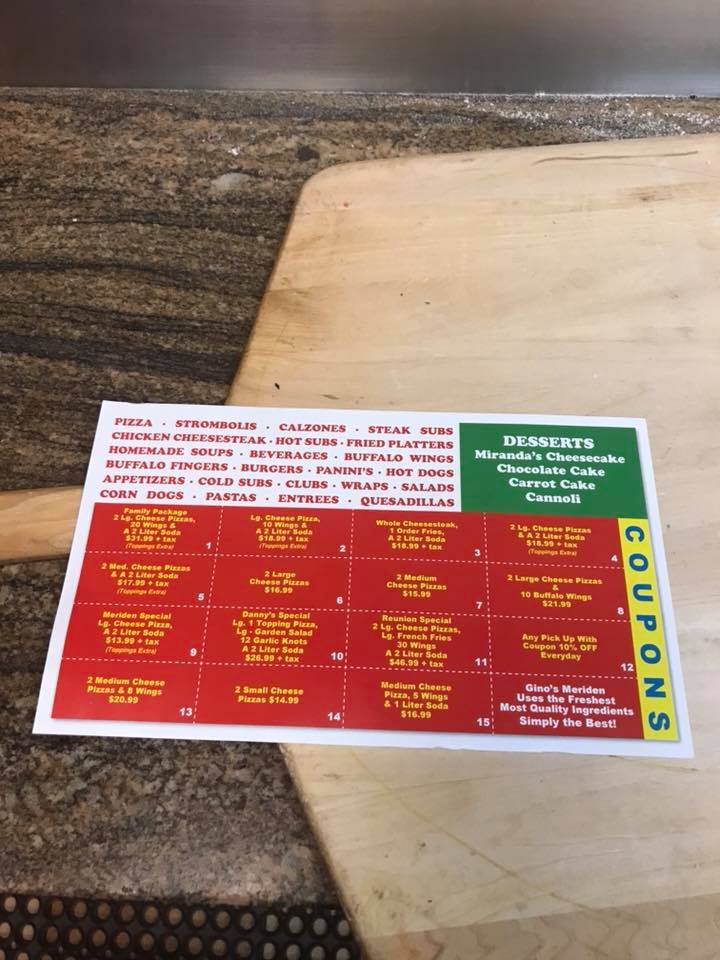 PIZZA · STROMBOLIS · CALZONES · STEAK SUBS
CHICKEN CHEESESTEAK · HOT SUBS · FRIED PLATTERS
HOMEMADE SOUPS · BEVERAGES · BUFFALO WINGS
BUFFALO FINGERS · BURGERS · PANINI'S · HOT DOGS
APPETIZERS · COLD SUBS · CLUBS · WRAPS · SALADS
CORN DOGS · PASTAS · ENTREES · QUESADILLAS
DESSERTS
Miranda's Cheesecake
Chocolate Cake
Carrot Cake
Cannoli
COUPONS
Family Package
2 Lg. Cheese Pizzas,
20 Wings &
A 2 Liter Soda
$31.99 + tax
(Toppings Extra)
1
Lg. Cheese Pizza,
10 Wings &
A 2 Liter Soda
$18.99 + tax
(Toppings Extra)
2
Whole Cheesesteak,
1 Order Fries,
A 2 Liter Soda
$18.99 + tax
3
2 Lg. Cheese Pizzas
& A 2 Liter Soda
$18.99 + tax
(Toppings Extra)
4
2 Med. Cheese Pizzas
& A 2 Liter Soda
$17.99 + tax
(Toppings Extra)
5
2 Large
Cheese Pizzas
$16.99
6
2 Medium
Cheese Pizzas
$15.99
7
2 Large Cheese Pizzas
&
10 Buffalo Wings
$21.99
8
Meriden Special
Lg. Cheese Pizza,
A 2 Liter Soda
$13.99 + tax
(Toppings Extra)
9
Danny's Special
Lg. 1 Topping Pizza,
Lg - Garden Salad
12 Garlic Knots
A 2 Liter Soda
$26.99 + tax
10
Reunion Special
2 Lg. Cheese Pizzas,
Lg. French Fries
30 Wings
A 2 Liter Soda
$46.99 + tax
11
Any Pick Up With
Coupon 10% OFF
Everyday
12
2 Medium Cheese
Pizzas & 8 Wings
$20.99
13
2 Small Cheese
Pizzas $14.99
14
Medium Cheese
Pizza, 5 Wings
& 1 Liter Soda
$16.99
15
Gino's Meriden
Uses the Freshest
Most Quality Ingredients
Simply the Best!